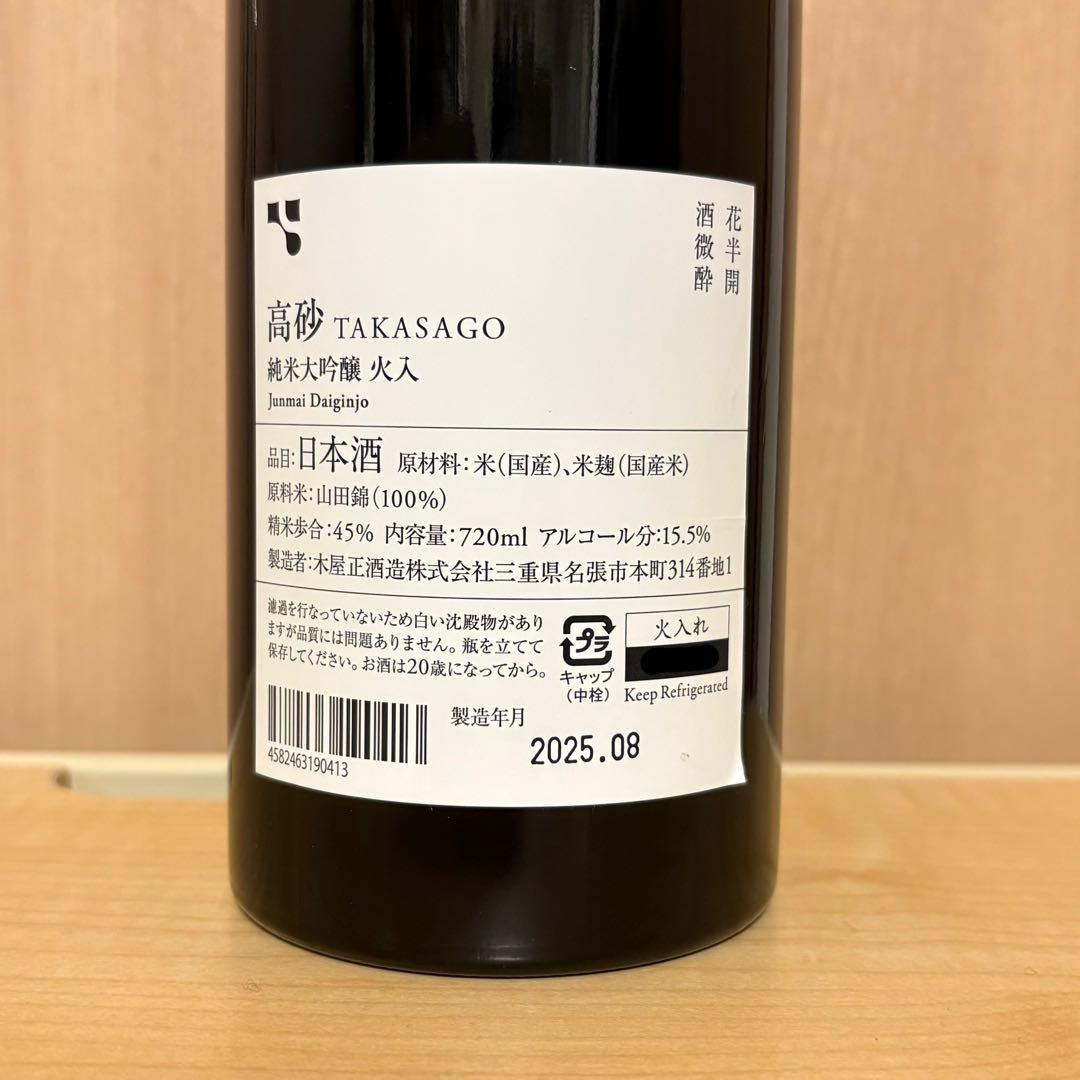 花半開
酒微酔
高砂 TAKASAGO
純米大吟醸 火入
Junmai Daiginjo
品目:日本酒 原材料:米(国産)、米麹(国産米)
原料米:山田錦(100%)
精米歩合:45% 内容量:720ml アルコール分:15.5%
製造者:木屋正酒造株式会社三重県名張市本町314番地1
濾過を行なっていないため白い沈殿物があり
ますが品質には問題ありません。瓶を立てて
保存してください。お酒は20歳になってから。
プラ
キャップ
(中栓)
火入れ
Keep Refrigerated
4582463190413
製造年月
2025.08